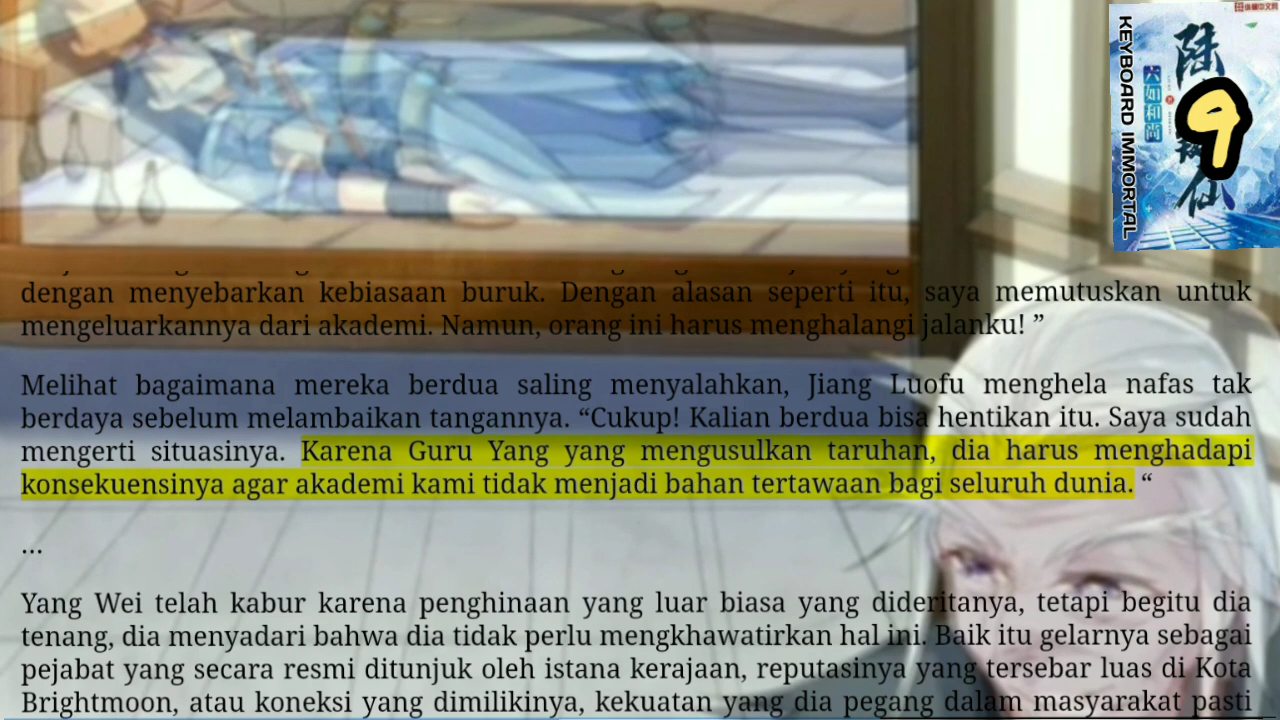 KEYBOARD IMMORTAL
陆
仙
六如和尚
9
dengan menyebarkan kebiasaan buruk. Dengan alasan seperti itu, saya memutuskan untuk
mengeluarkannya dari akademi. Namun, orang ini harus menghalangi jalanku! ”
Melihat bagaimana mereka berdua saling menyalahkan, Jiang Luofu menghela nafas tak
berdaya sebelum melambaikan tangannya. “Cukup! Kalian berdua bisa hentikan itu. Saya sudah
mengerti situasinya. Karena Guru Yang yang mengusulkan taruhan, dia harus menghadapi
konsekuensinya agar akademi kami tidak menjadi bahan tertawaan bagi seluruh dunia. “
...
Yang Wei telah kabur karena penghinaan yang luar biasa yang dideritanya, tetapi begitu dia
tenang, dia menyadari bahwa dia tidak perlu mengkhawatirkan hal ini. Baik itu gelarnya sebagai
pejabat yang secara resmi ditunjuk oleh istana kerajaan, reputasinya yang tersebar luas di Kota
Brightmoon, atau koneksi yang dimilikinya, kekuatan yang dia pegang dalam masyarakat pasti